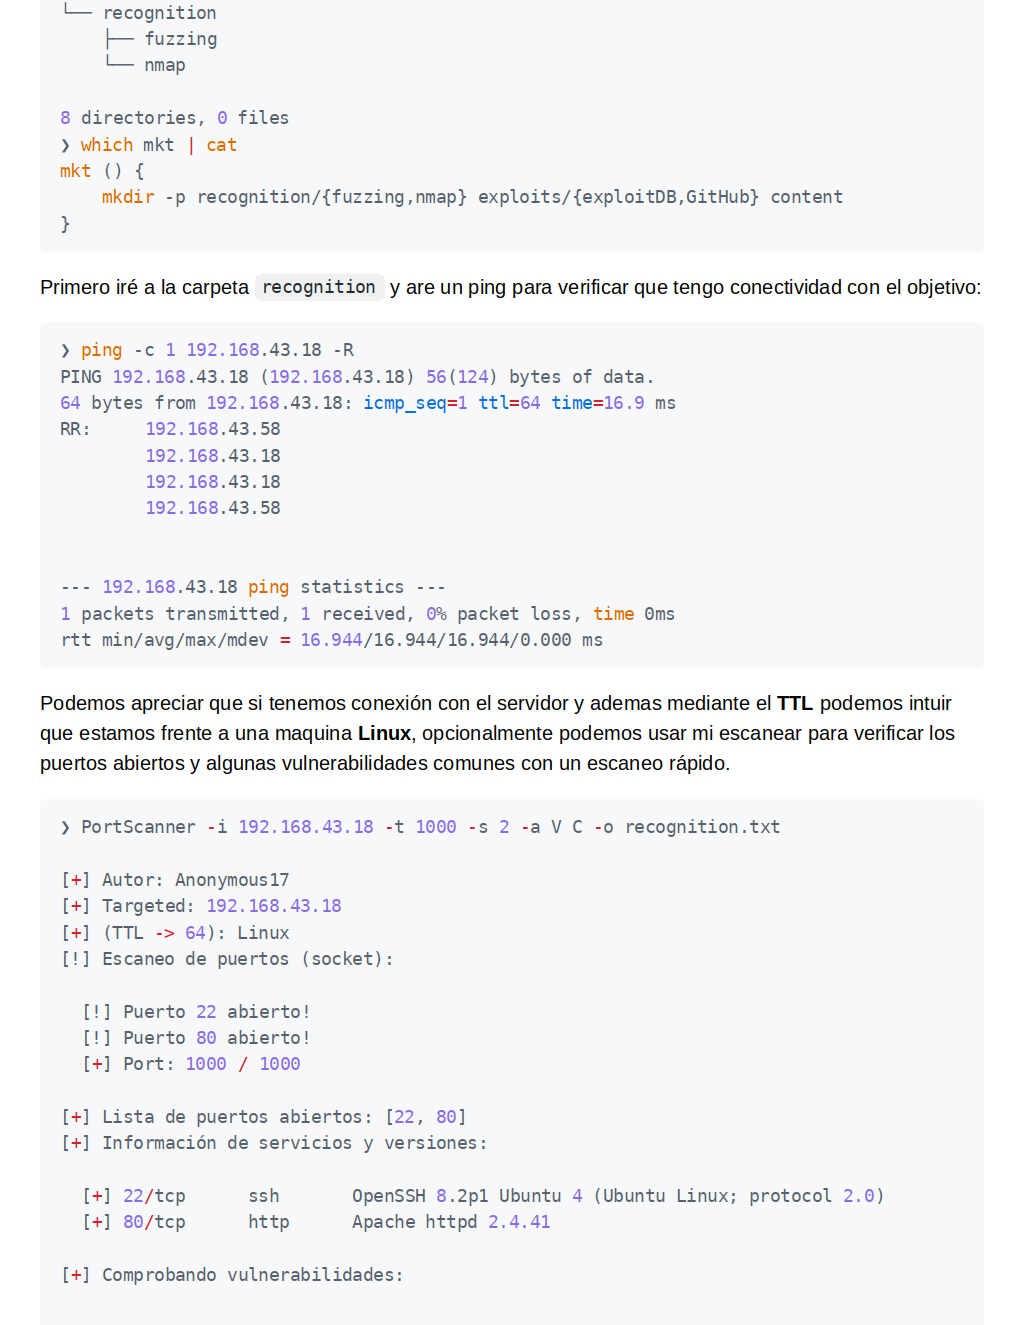 └── recognition
    ├── fuzzing
    └── nmap

8 directories, 0 files
❯ which mkt | cat
mkt () {
    mkdir -p recognition/{fuzzing,nmap} exploits/{exploitDB,GitHub} content
}
Primero iré a la carpeta recognition y are un ping para verificar que tengo conectividad con el objetivo:
❯ ping -c 1 192.168.43.18 -R
PING 192.168.43.18 (192.168.43.18) 56(124) bytes of data.
64 bytes from 192.168.43.18: icmp_seq=1 ttl=64 time=16.9 ms
RR:     192.168.43.58
        192.168.43.18
        192.168.43.18
        192.168.43.58

--- 192.168.43.18 ping statistics ---
1 packets transmitted, 1 received, 0% packet loss, time 0ms
rtt min/avg/max/mdev = 16.944/16.944/16.944/0.000 ms
Podemos apreciar que si tenemos conexión con el servidor y ademas mediante el TTL podemos intuir
que estamos frente a una maquina Linux, opcionalmente podemos usar mi escanear para verificar los
puertos abiertos y algunas vulnerabilidades comunes con un escaneo rápido.
❯ PortScanner -i 192.168.43.18 -t 1000 -s 2 -a V C -o recognition.txt

[+] Autor: Anonymous17
[+] Targeted: 192.168.43.18
[+] (TTL -> 64): Linux
[!] Escaneo de puertos (socket):

  [!] Puerto 22 abierto!
  [!] Puerto 80 abierto!
  [+] Port: 1000 / 1000

[+] Lista de puertos abiertos: [22, 80]
[+] Información de servicios y versiones:

  [+] 22/tcp      ssh       OpenSSH 8.2p1 Ubuntu 4 (Ubuntu Linux; protocol 2.0)
  [+] 80/tcp      http      Apache httpd 2.4.41

[+] Comprobando vulnerabilidades: